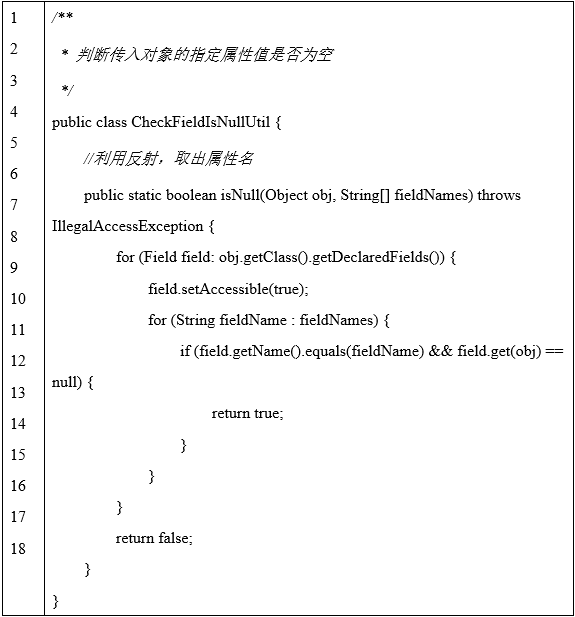 1 /**
2 * 判断传入对象的指定属性值是否为空
3 */
4 public class CheckFieldIsNullUtil {
5 //利用反射，取出属性名
6 public static boolean isNull(Object obj, String[] fieldNames) throws
7 IllegalAccessException {
8 for (Field field: obj.getClass().getDeclaredFields()) {
9 field.setAccessible(true);
10 for (String fieldName : fieldNames) {
11 if (field.getName().equals(fieldName) && field.get(obj) ==
12 null) {
13 return true;
14 }
15 }
16 }
17 return false;
18 }
}